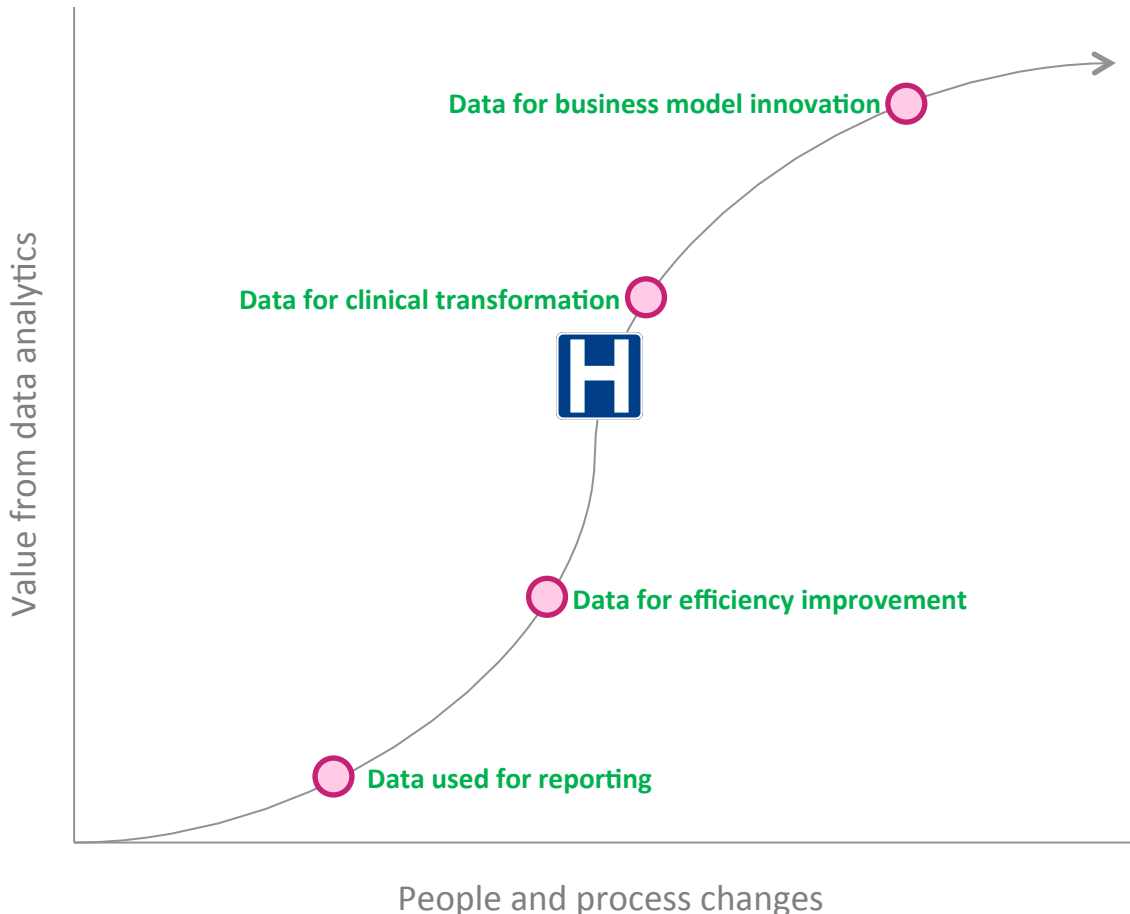 Data for business model innovation
Data for clinical transformation
H
Data for efficiency improvement
Data used for reporting
Value from data analytics
People and process changes